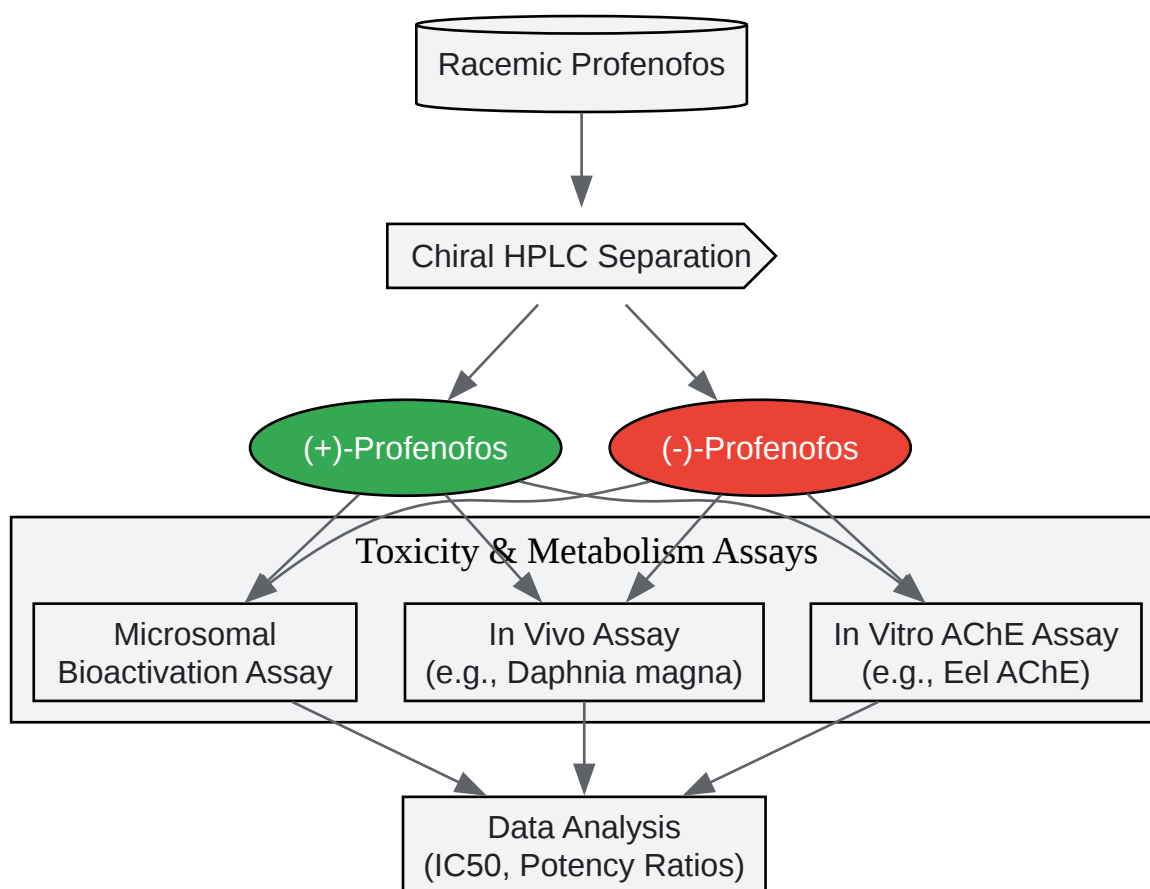 Racemic Profenofos
Chiral HPLC Separation
(+)-Profenofos
(-)-Profenofos
Toxicity & Metabolism Assays
Microsomal
Bioactivation Assay
In Vivo Assay
(e.g., Daphnia magna)
In Vitro AChE Assay
(e.g., Eel AChE)
Data Analysis
(IC50, Potency Ratios)